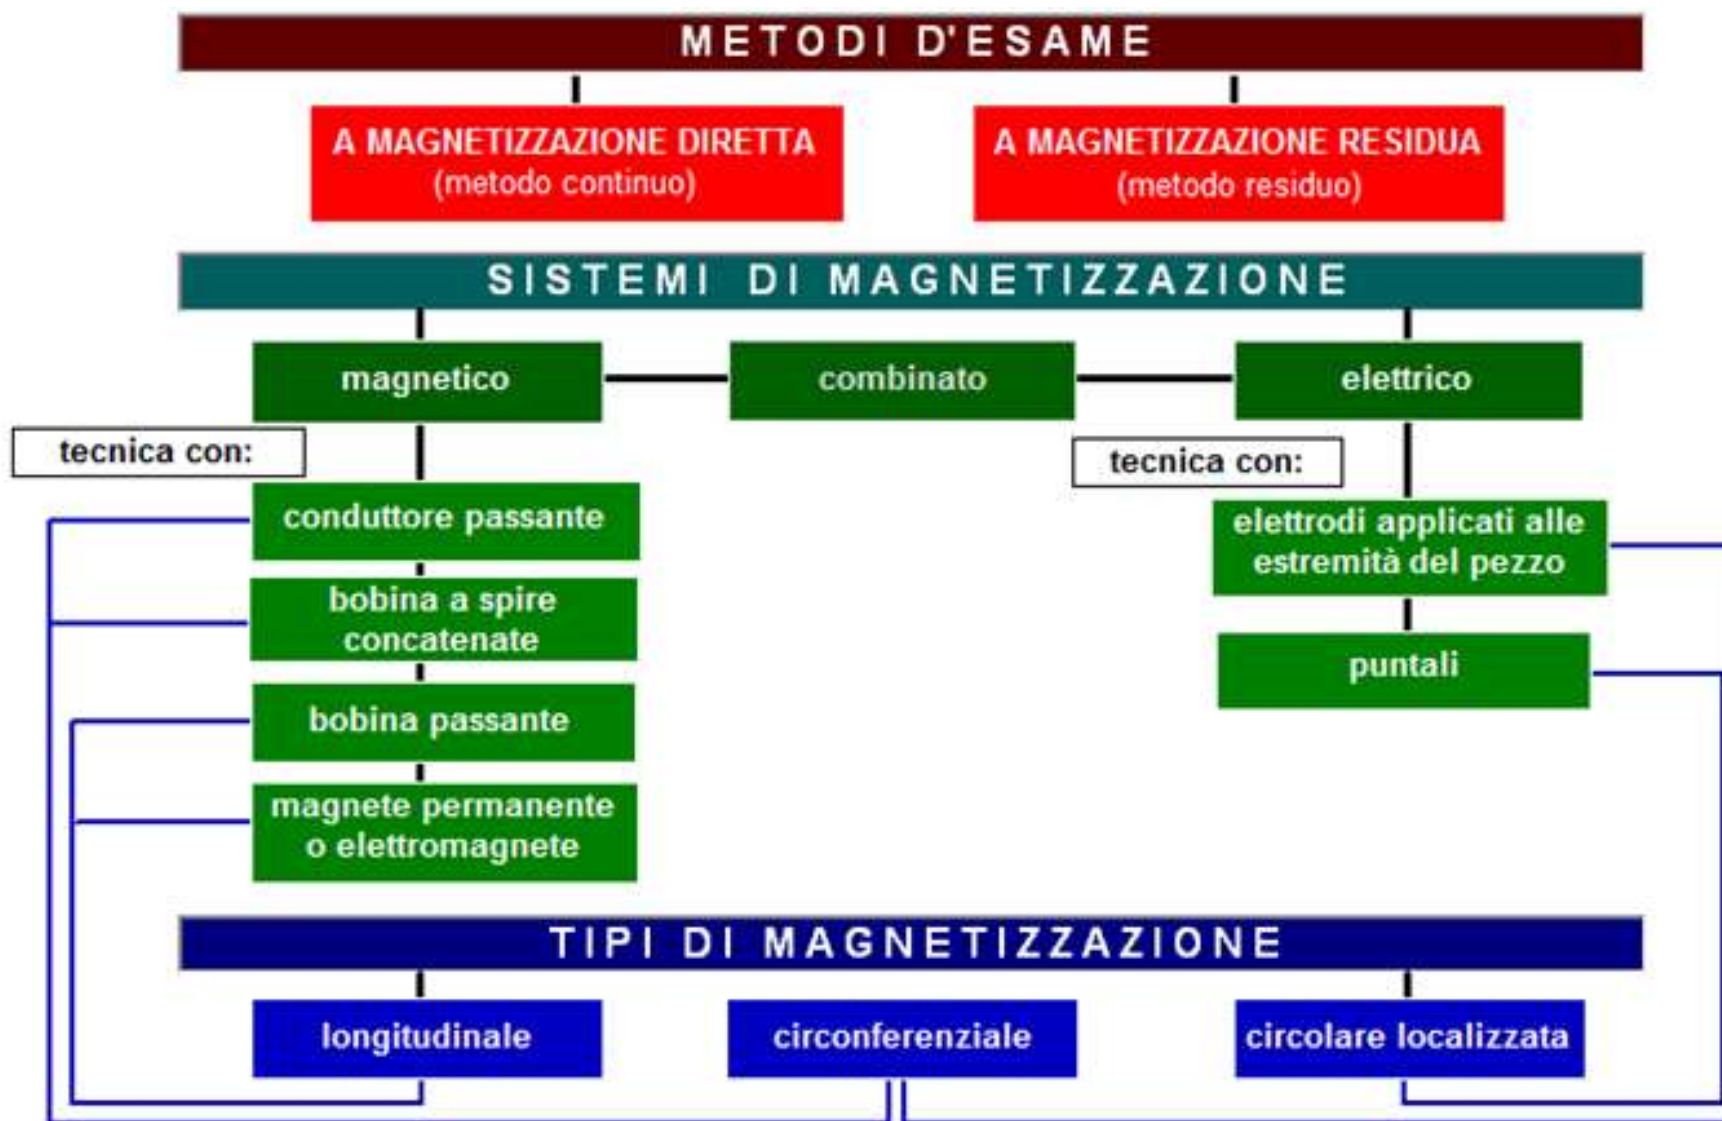 METODI D'ESAME
A MAGNETIZZAZIONE DIRETTA
(metodo continuo)
A MAGNETIZZAZIONE RESIDUA
(metodo residuo)
SISTEMI DI MAGNETIZZAZIONE
magnetico
combinato
elettrico
tecnica con:
conduttore passante
bobina a spire
concatenate
bobina passante
magnete permanente
o elettromagnete
tecnica con:
elettrodi applicati alle
estremità del pezzo
puntali
TIPI DI MAGNETIZZAZIONE
longitudinale
circonferenziale
circolare localizzata